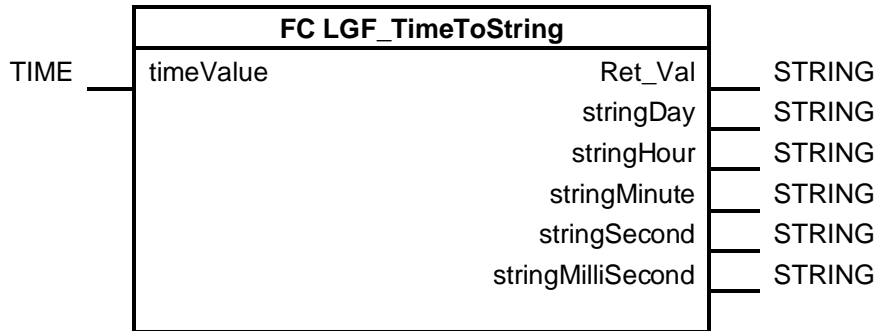 FC LGF_TimeToString
TIME timeValue Ret_Val STRING
stringDay STRING
stringHour STRING
stringMinute STRING
stringSecond STRING
stringMilliSecond STRING